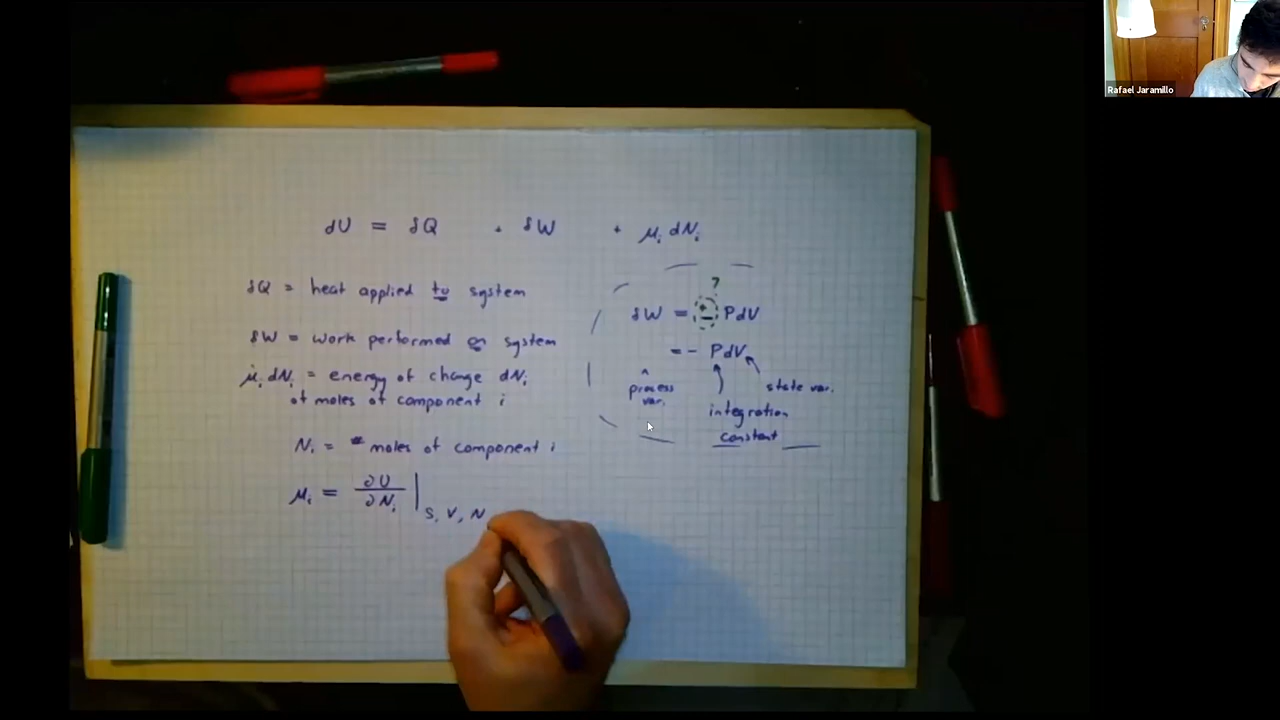 Rafael Jaramillo
dU = δQ + δW + μi dNi
δQ = heat applied to system
δW = work performed on system
μi dNi = energy of change dNi
of moles of component i
Ni = # moles of component i
μi = ∂U/∂Ni |S, V, N
?
δW = ± PdV
= - PdV
^
process
var.
integration
constant
state var.